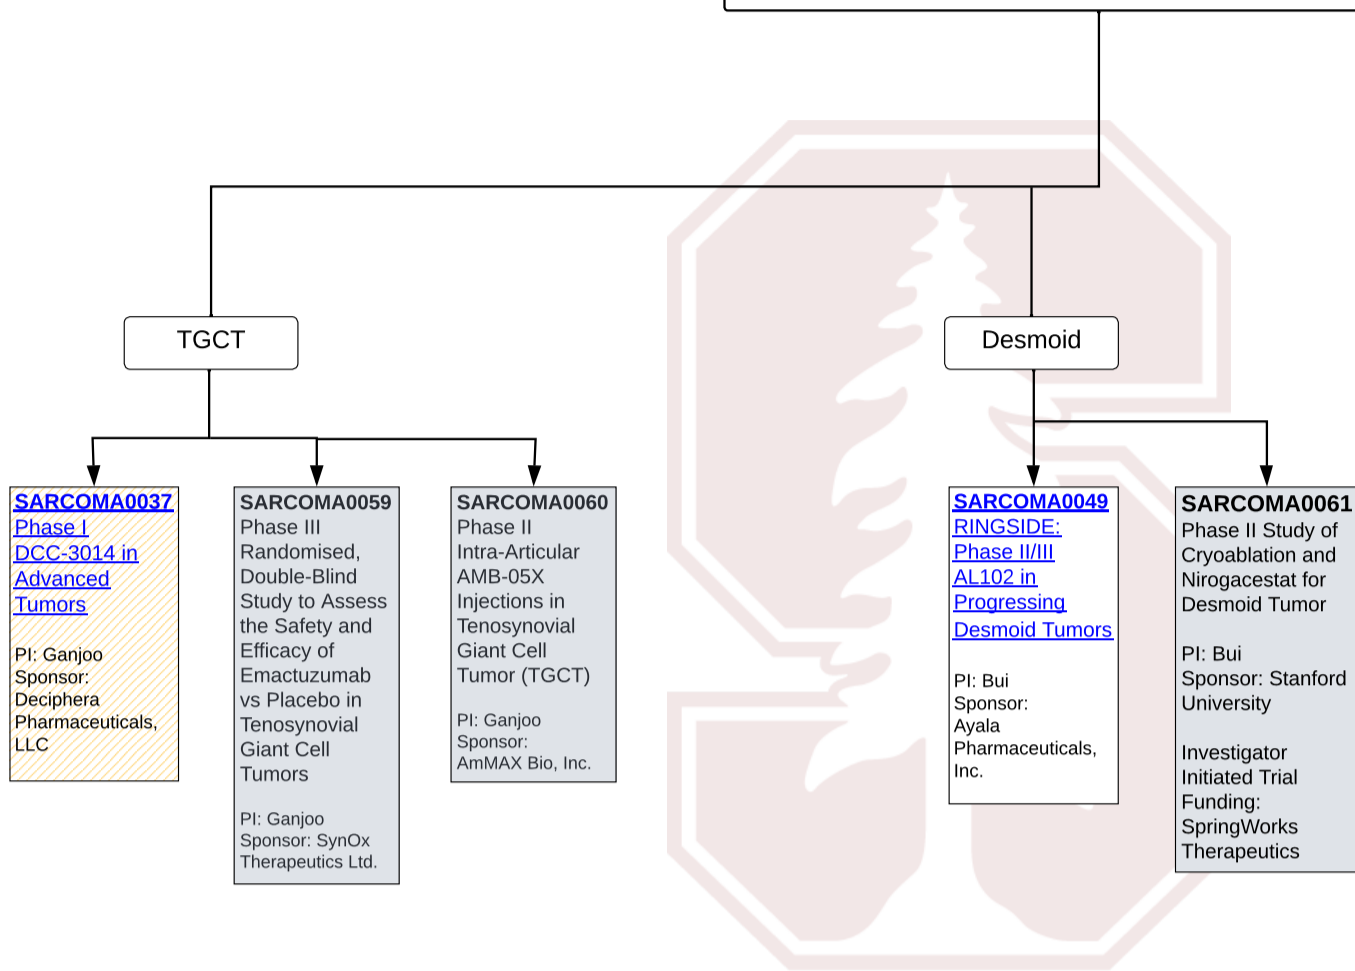 TGCT
Desmoid
SARCOMA0037
Phase I
DCC-3014 in
Advanced
Tumors
PI: Ganjoo
Sponsor:
Deciphera
Pharmaceuticals,
LLC
SARCOMA0059
Phase III
Randomised,
Double-Blind
Study to Assess
the Safety and
Efficacy of
Emactuzumab
vs Placebo in
Tenosynovial
Giant Cell
Tumors
PI: Ganjoo
Sponsor: SynOx
Therapeutics Ltd.
SARCOMA0060
Phase II
Intra-Articular
AMB-05X
Injections in
Tenosynovial
Giant Cell
Tumor (TGCT)
PI: Ganjoo
Sponsor:
AmMAX Bio, Inc.
SARCOMA0049
RINGSIDE:
Phase II/III
AL102 in
Progressing
Desmoid Tumors
PI: Bui
Sponsor:
Ayala
Pharmaceuticals,
Inc.
SARCOMA0061
Phase II Study of
Cryoablation and
Nirogacestat for
Desmoid Tumor
PI: Bui
Sponsor: Stanford
University
Investigator
Initiated Trial
Funding:
SpringWorks
Therapeutics